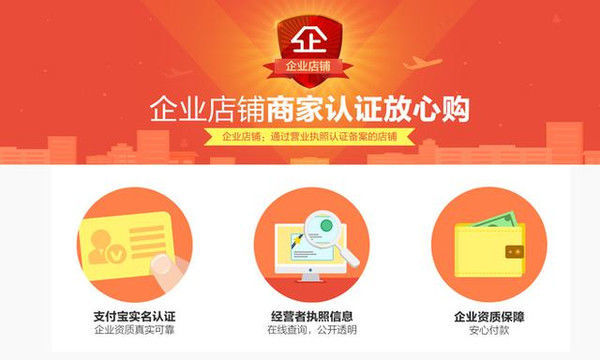 企
企业店铺
企业店铺商家认证放心购
企业店铺：通过营业执照认证备案的店铺
支付宝实名认证
企业资质真实可靠
经营者执照信息
在线查询，公开透明
企业资质保障
安心付款